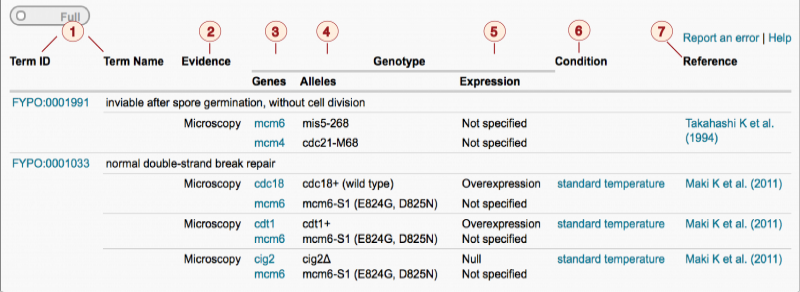 Full
1 2 3 4 5 6 7
Report an error | Help
Term ID Term Name Evidence Genotype Condition Reference
Genes Alleles Expression
FYPO:0001991 inviable after spore germination, without cell division
Microscopy mcm6 mis5-268 Not specified Takahashi K et al.
mcm4 cdc21-M68 Not specified (1994)
FYPO:0001033 normal double-strand break repair
Microscopy cdc18 cdc18+ (wild type) Overexpression standard temperature Maki K et al. (2011)
mcm6 mcm6-S1 (E824G, D825N) Not specified
Microscopy cdt1 cdt1+ Overexpression standard temperature Maki K et al. (2011)
mcm6 mcm6-S1 (E824G, D825N) Not specified
Microscopy cig2 cig2Δ Null standard temperature Maki K et al. (2011)
mcm6 mcm6-S1 (E824G, D825N) Not specified